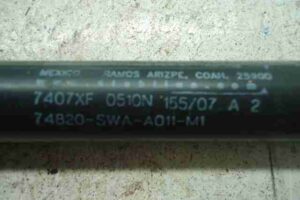 MEXICO RAMOS ARIZPE, COAH, 25900
7407XF 0510N 155/07 A 2
74820-SWA-A011-M1